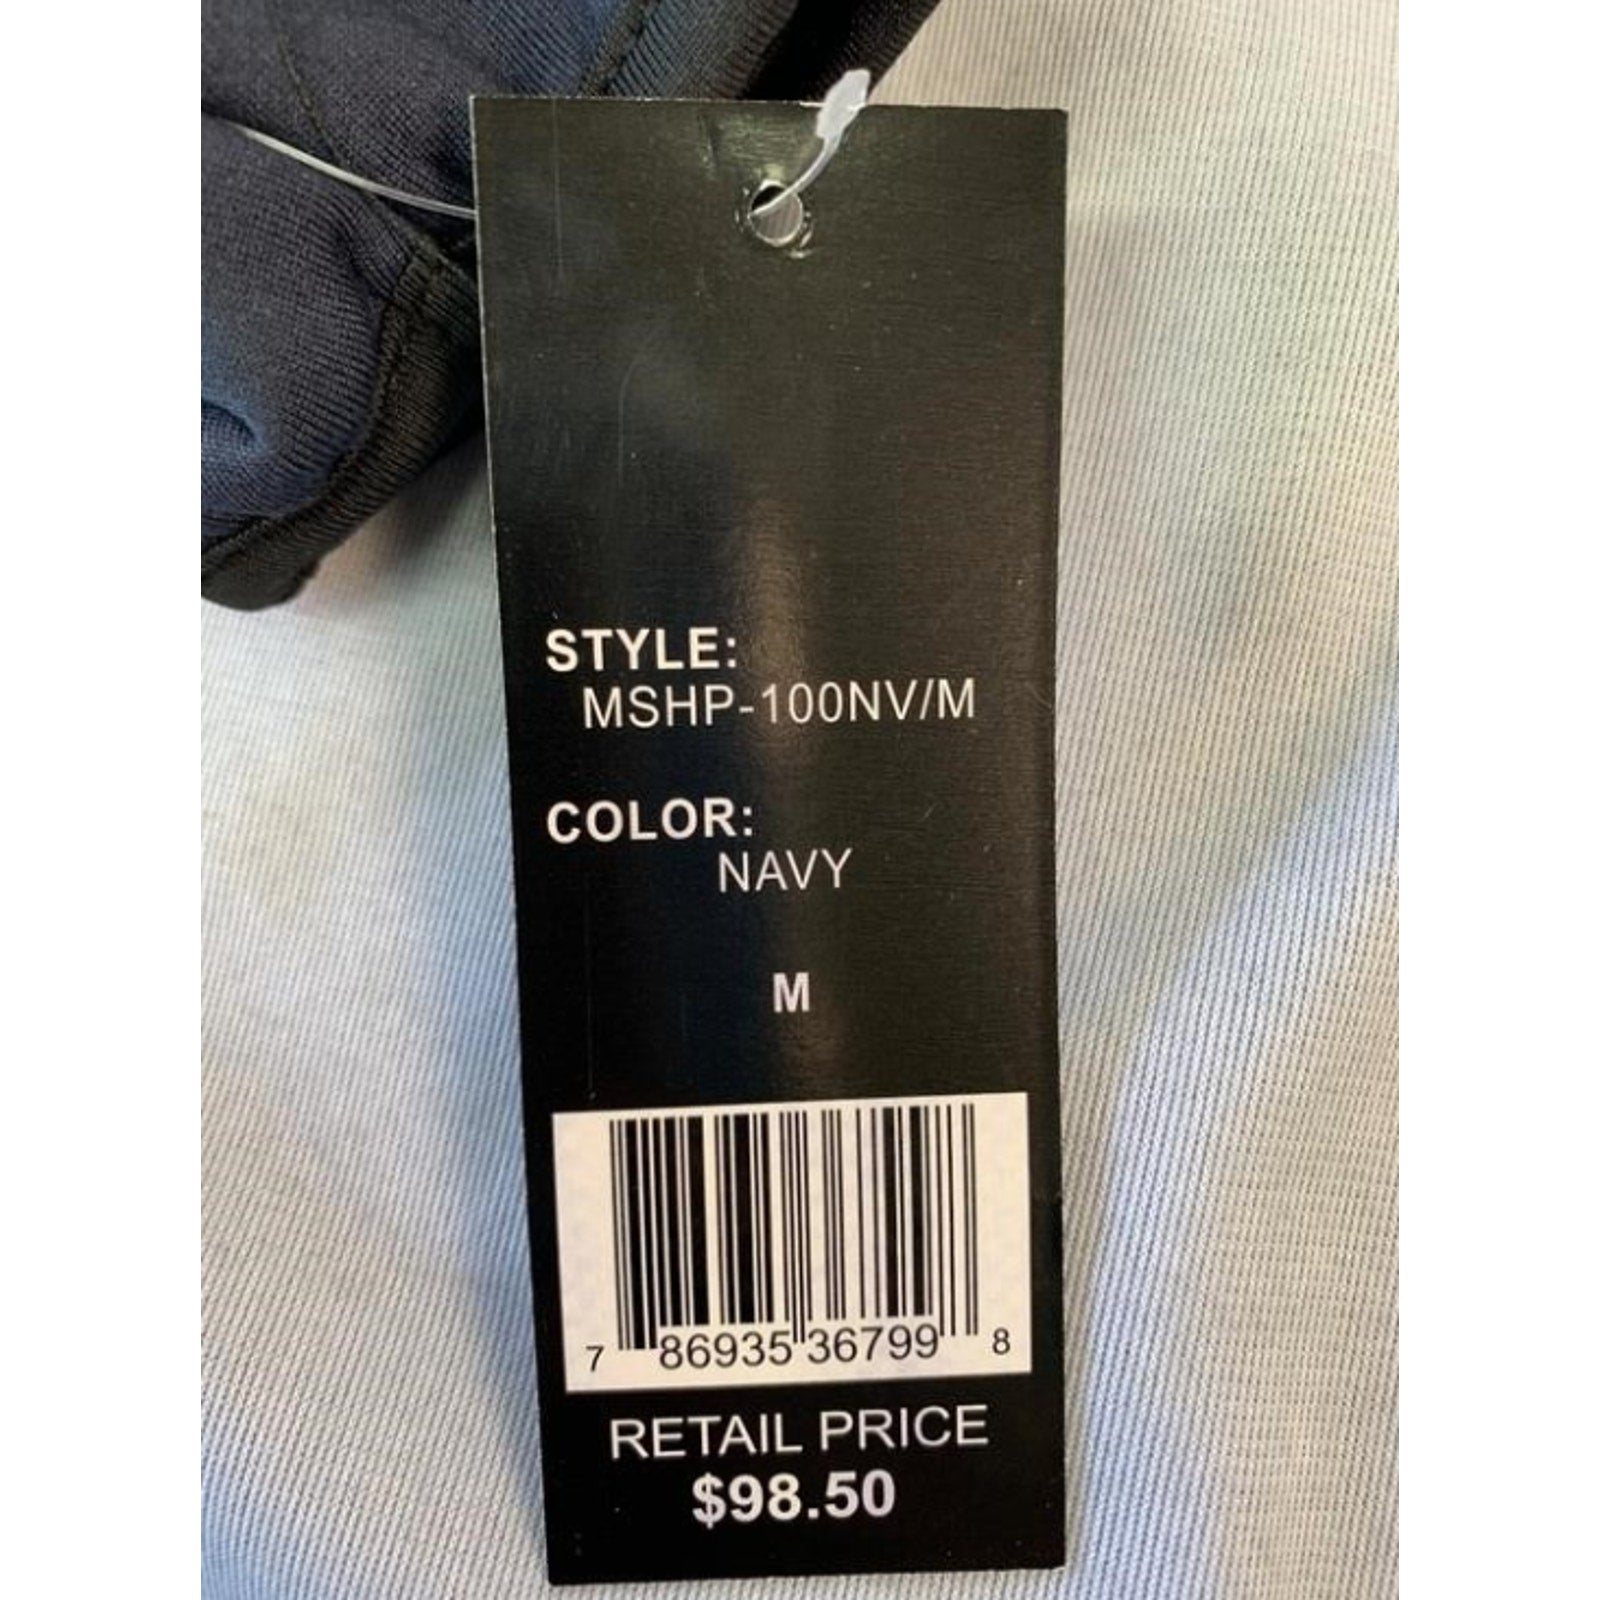 STYLE:
MSHP-100NV/M
COLOR:
NAVY
M
7 86935 36799 8
RETAIL PRICE
$98.50